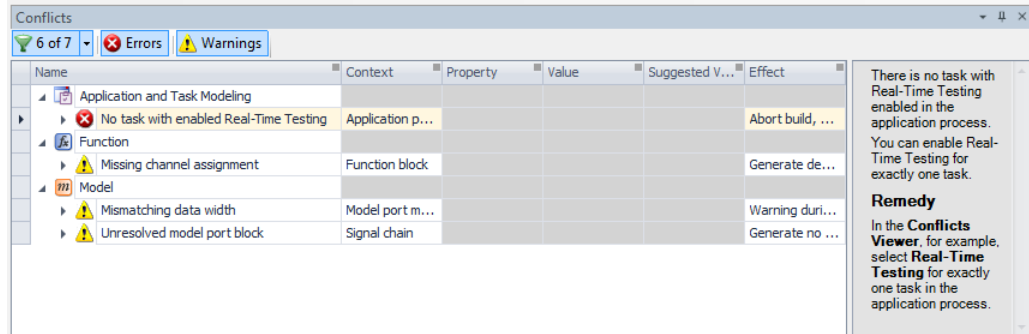 Conflicts
6 of 7 Errors Warnings
Name Context Property Value Suggested V... Effect
Application and Task Modeling
No task with enabled Real-Time Testing Application p... Abort build, ...
Function
Missing channel assignment Function block Generate de...
m Model
Mismatching data width Model port m... Warning duri...
Unresolved model port block Signal chain Generate no ...
There is no task with
Real-Time Testing
enabled in the
application process.
You can enable Real-
Time Testing for
exactly one task.
Remedy
In the Conflicts
Viewer, for example,
select Real-Time
Testing for exactly
one task in the
application process.